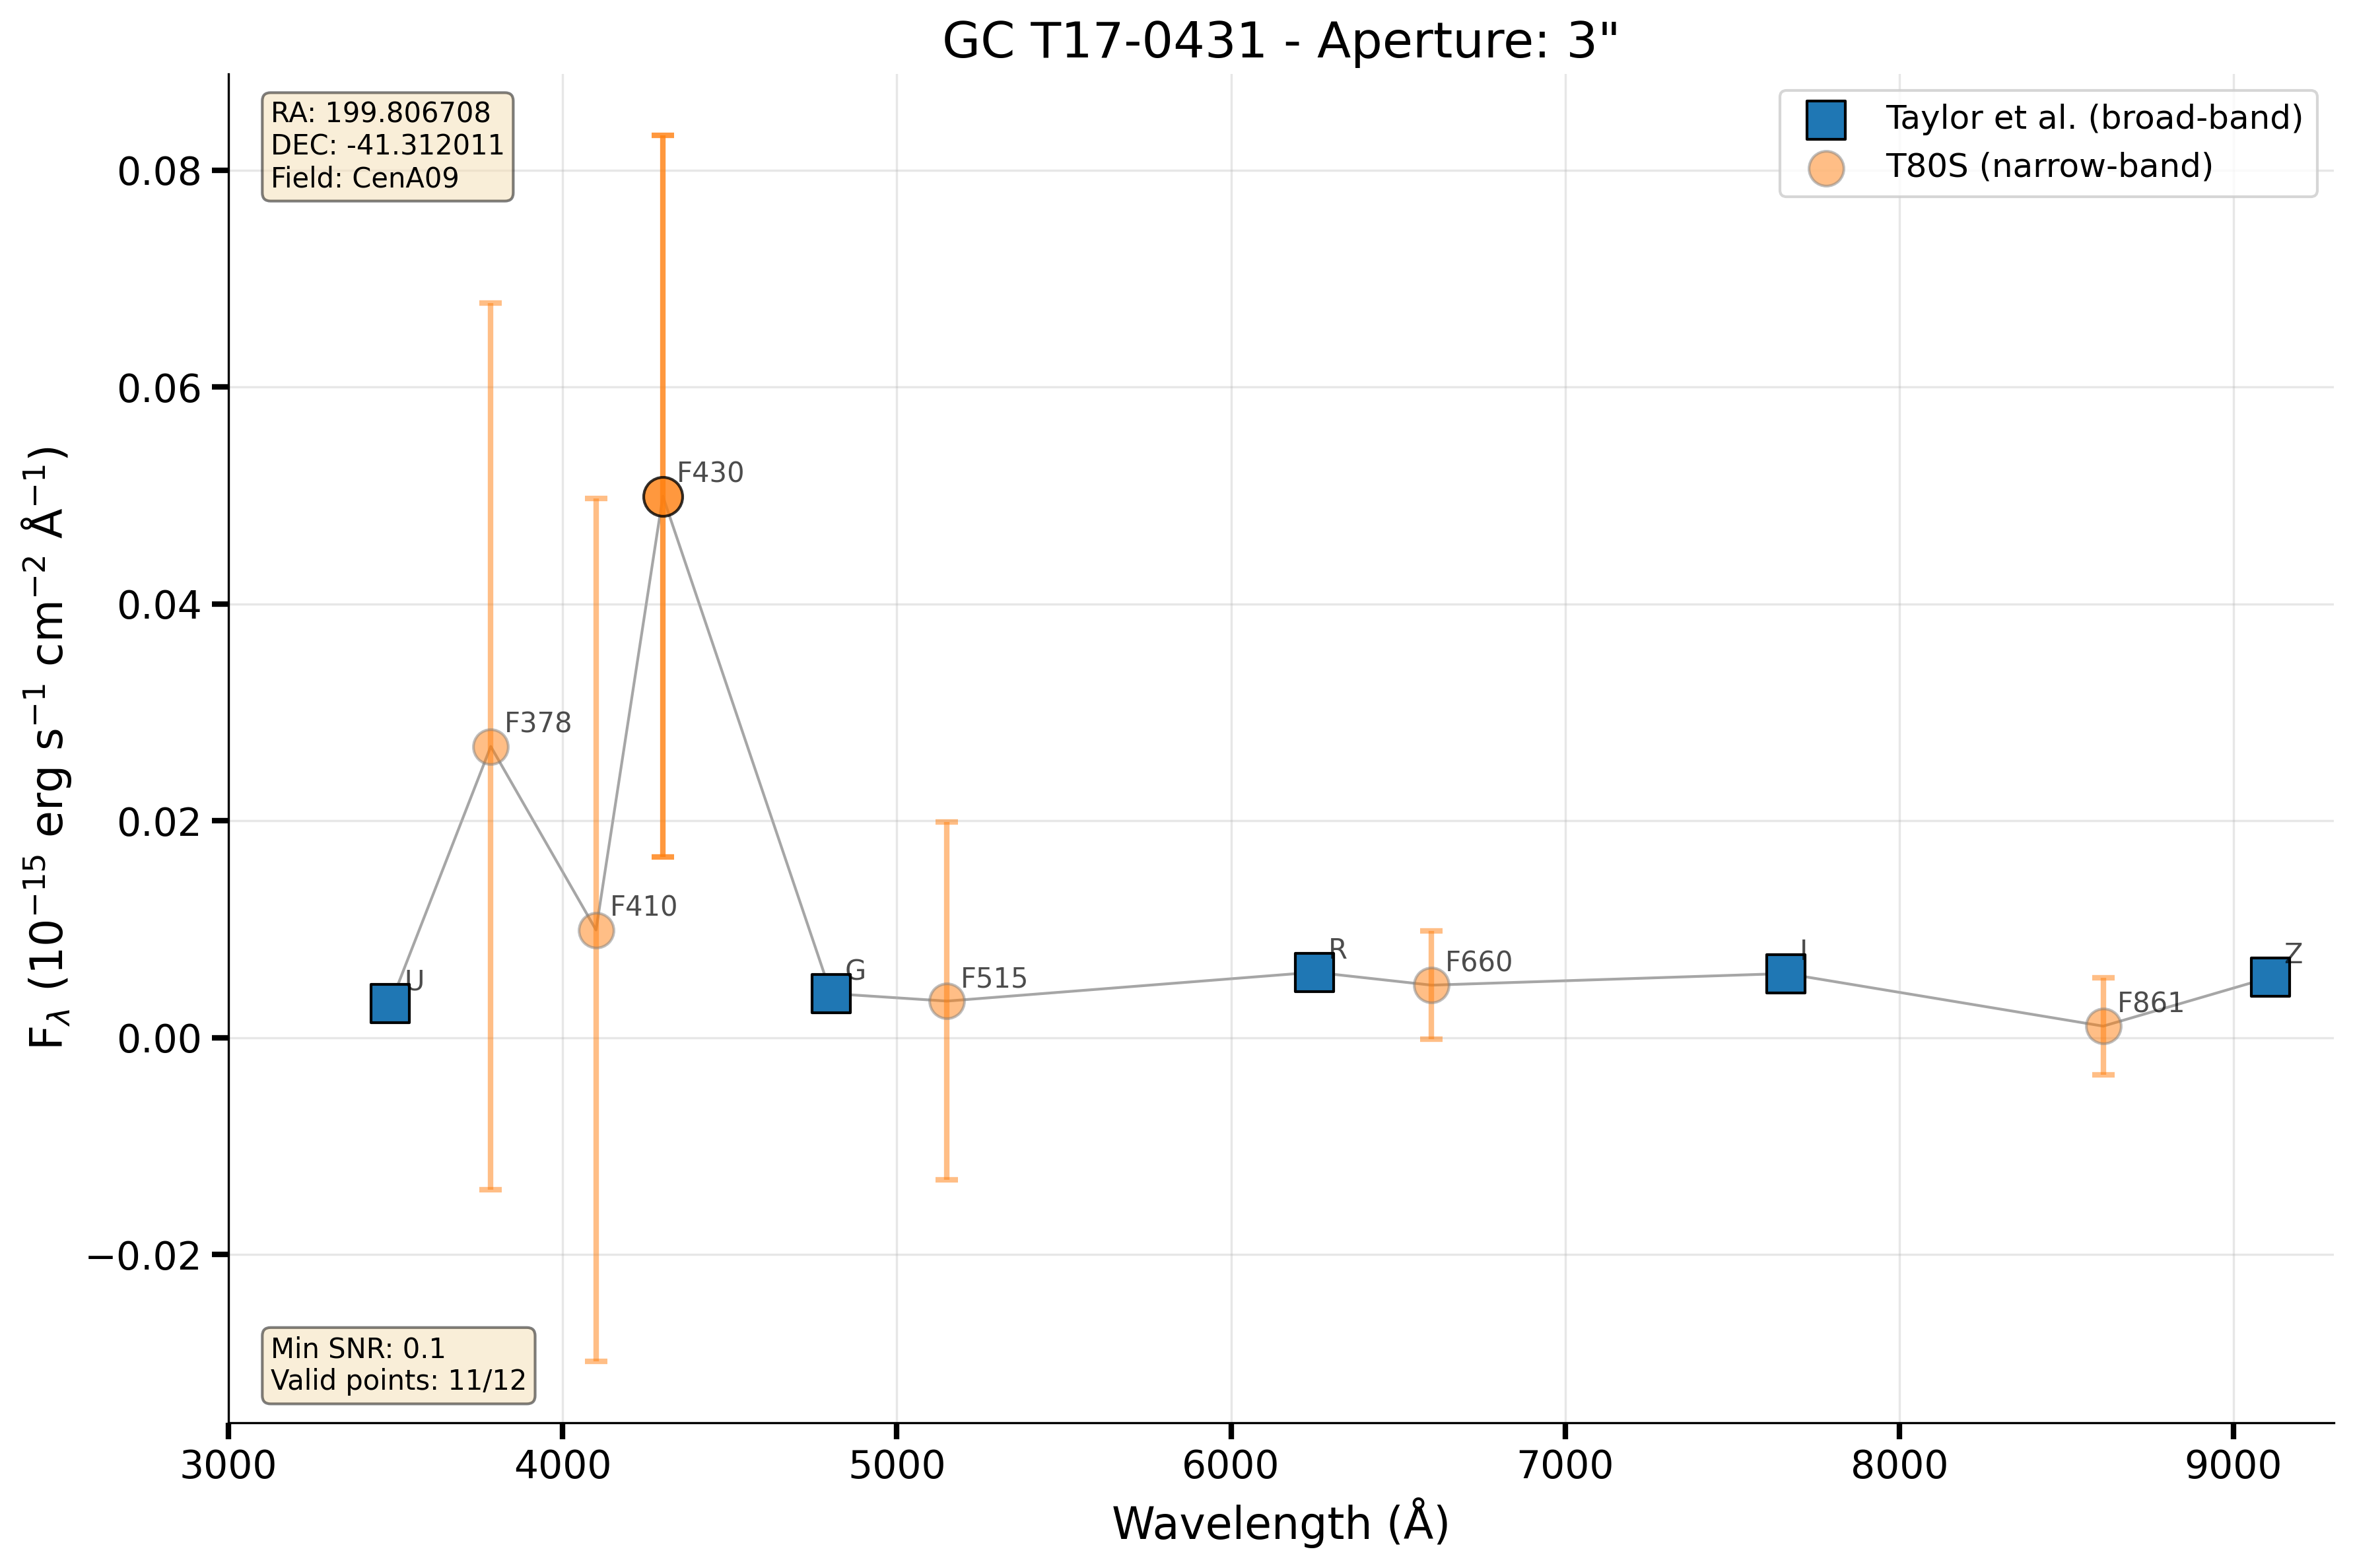 GC T17-0431 - Aperture: 3"
RA: 199.806708
DEC: -41.312011
Field: CenA09
Taylor et al. (broad-band)
T80S (narrow-band)
0.08
0.06
0.04
0.02
0.00
−0.02
F$_λ$ (10$^{−15}$ erg s$^{−1}$ cm$^{−2}$ Å$^{−1}$)
U
F378
F410
F430
G
F515
R
F660
I
F861
Z
Min SNR: 0.1
Valid points: 11/12
3000 4000 5000 6000 7000 8000 9000
Wavelength (Å)